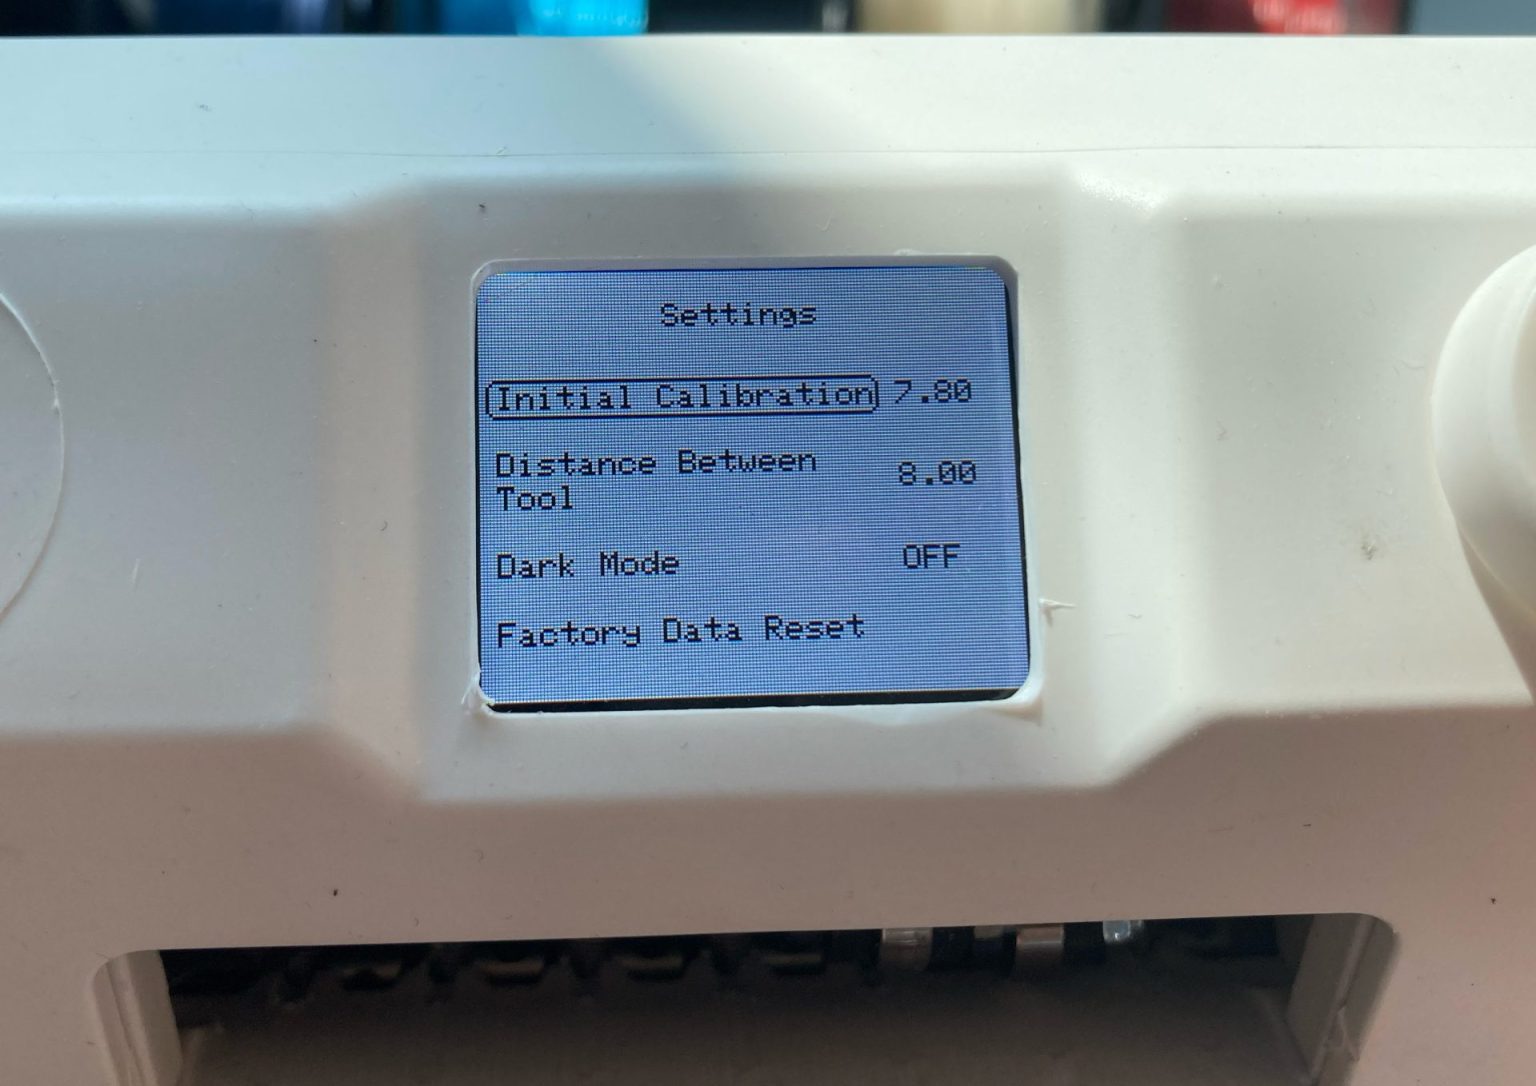 Settings
Initial Calibration 7.80
Distance Between
Tool 8.00
Dark Mode OFF
Factory Data Reset